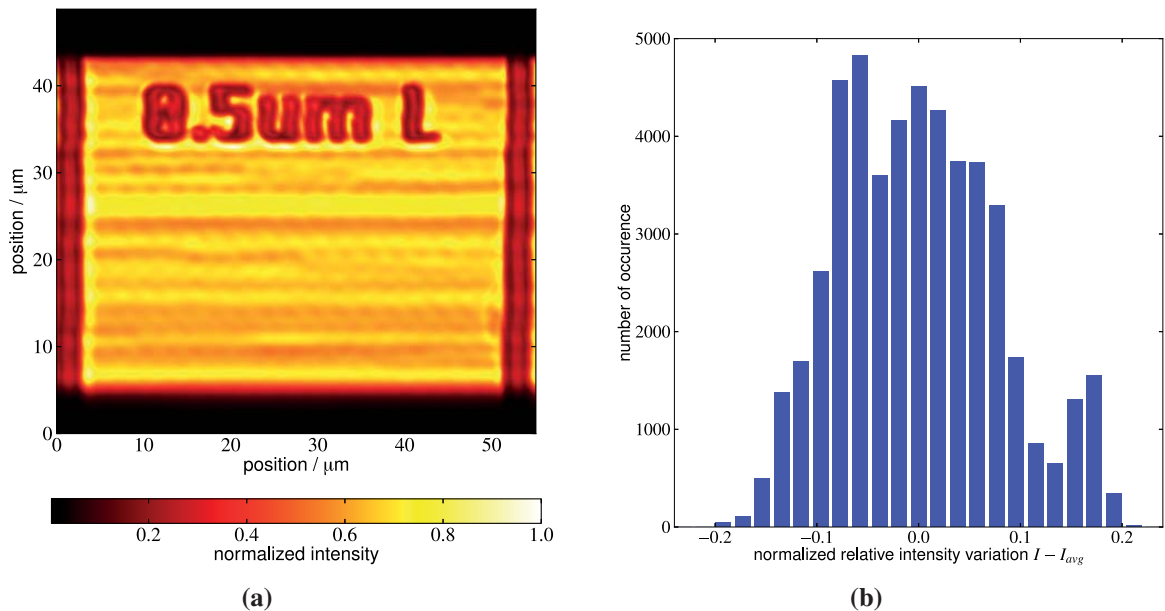 0.5um L
40
30
20
10
0
position / μm
0 10 20 30 40 50
position / μm
0.2 0.4 0.6 0.8 1.0
normalized intensity
(a)
5000
4000
3000
2000
1000
0
number of occurence
−0.2 −0.1 0.0 0.1 0.2
normalized relative intensity variation I − Iavg
(b)